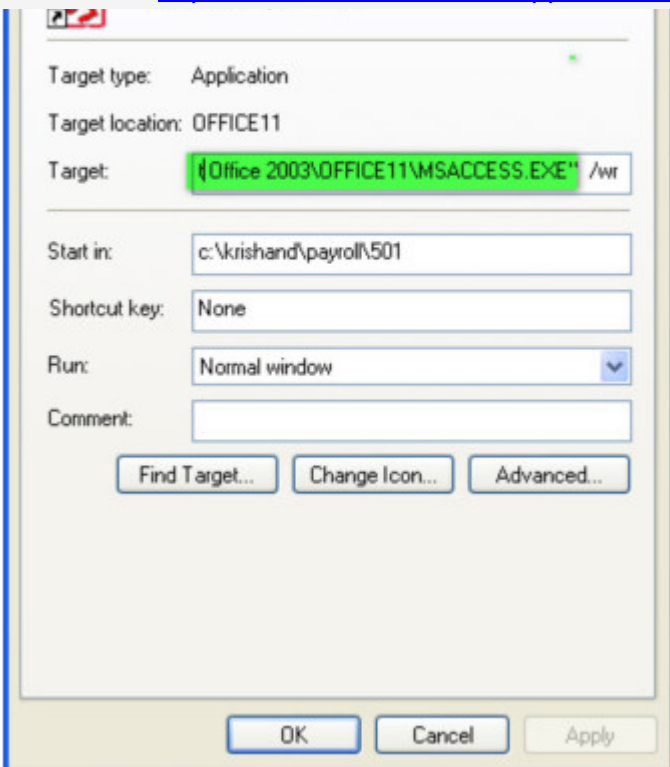 Target type: Application
Target location: OFFICE11
Target: Office 2003\OFFICE11\MSACCESS.EXE" /wr
Start in: c:\krishand\payroll\501
Shortcut key: None
Run: Normal window
Comment:
Find Target... Change Icon... Advanced...
OK Cancel Apply